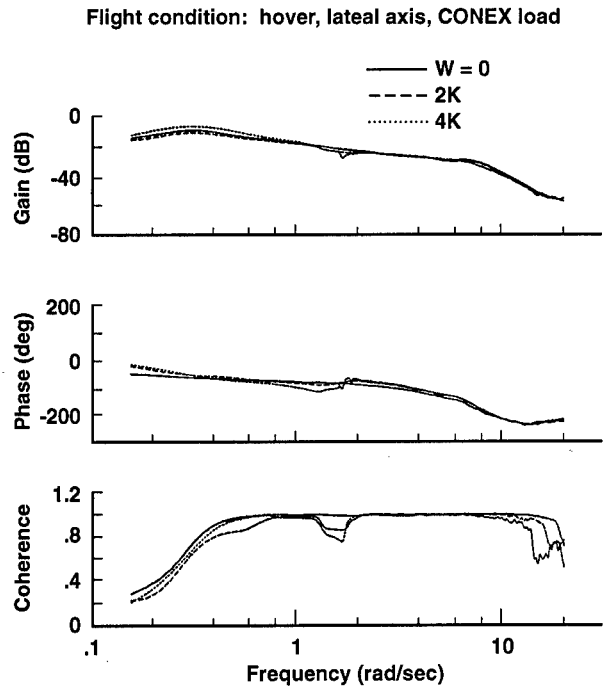 Flight condition: hover, lateal axis, CONEX load
W = 0
2K
4K
Gain (dB)
0
-40
-80
Phase (deg)
200
0
-200
Coherence
1.2
.8
.4
0
.1
1
10
Frequency (rad/sec)